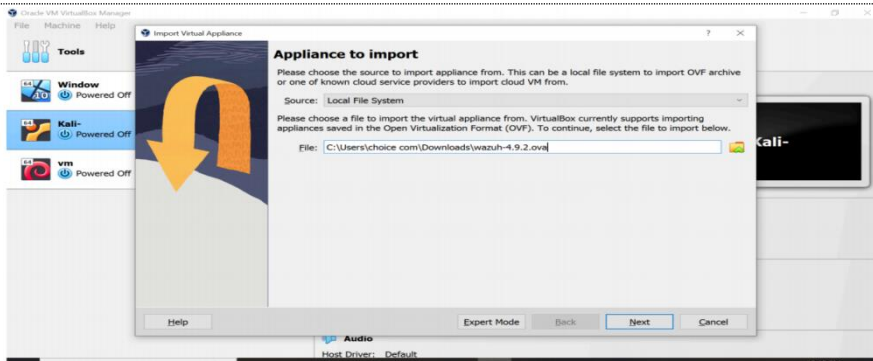 Oracle VM VirtualBox Manager
File Machine Help
Tools
64
10
Window
Powered Off
64
Kali-
Powered Off
64
vm
Powered Off
Import Virtual Appliance
? ×
Appliance to import
Please choose the source to import appliance from. This can be a local file system to import OVF archive
or one of known cloud service providers to import cloud VM from.
Source: Local File System
Please choose a file to import the virtual appliance from. VirtualBox currently supports importing
appliances saved in the Open Virtualization Format (OVF). To continue, select the file to import below.
File: C:\Users\choice com\Downloads\wazuh-4.9.2.ova
Help Expert Mode Back Next Cancel
Kali-
Audio
Host Driver: Default